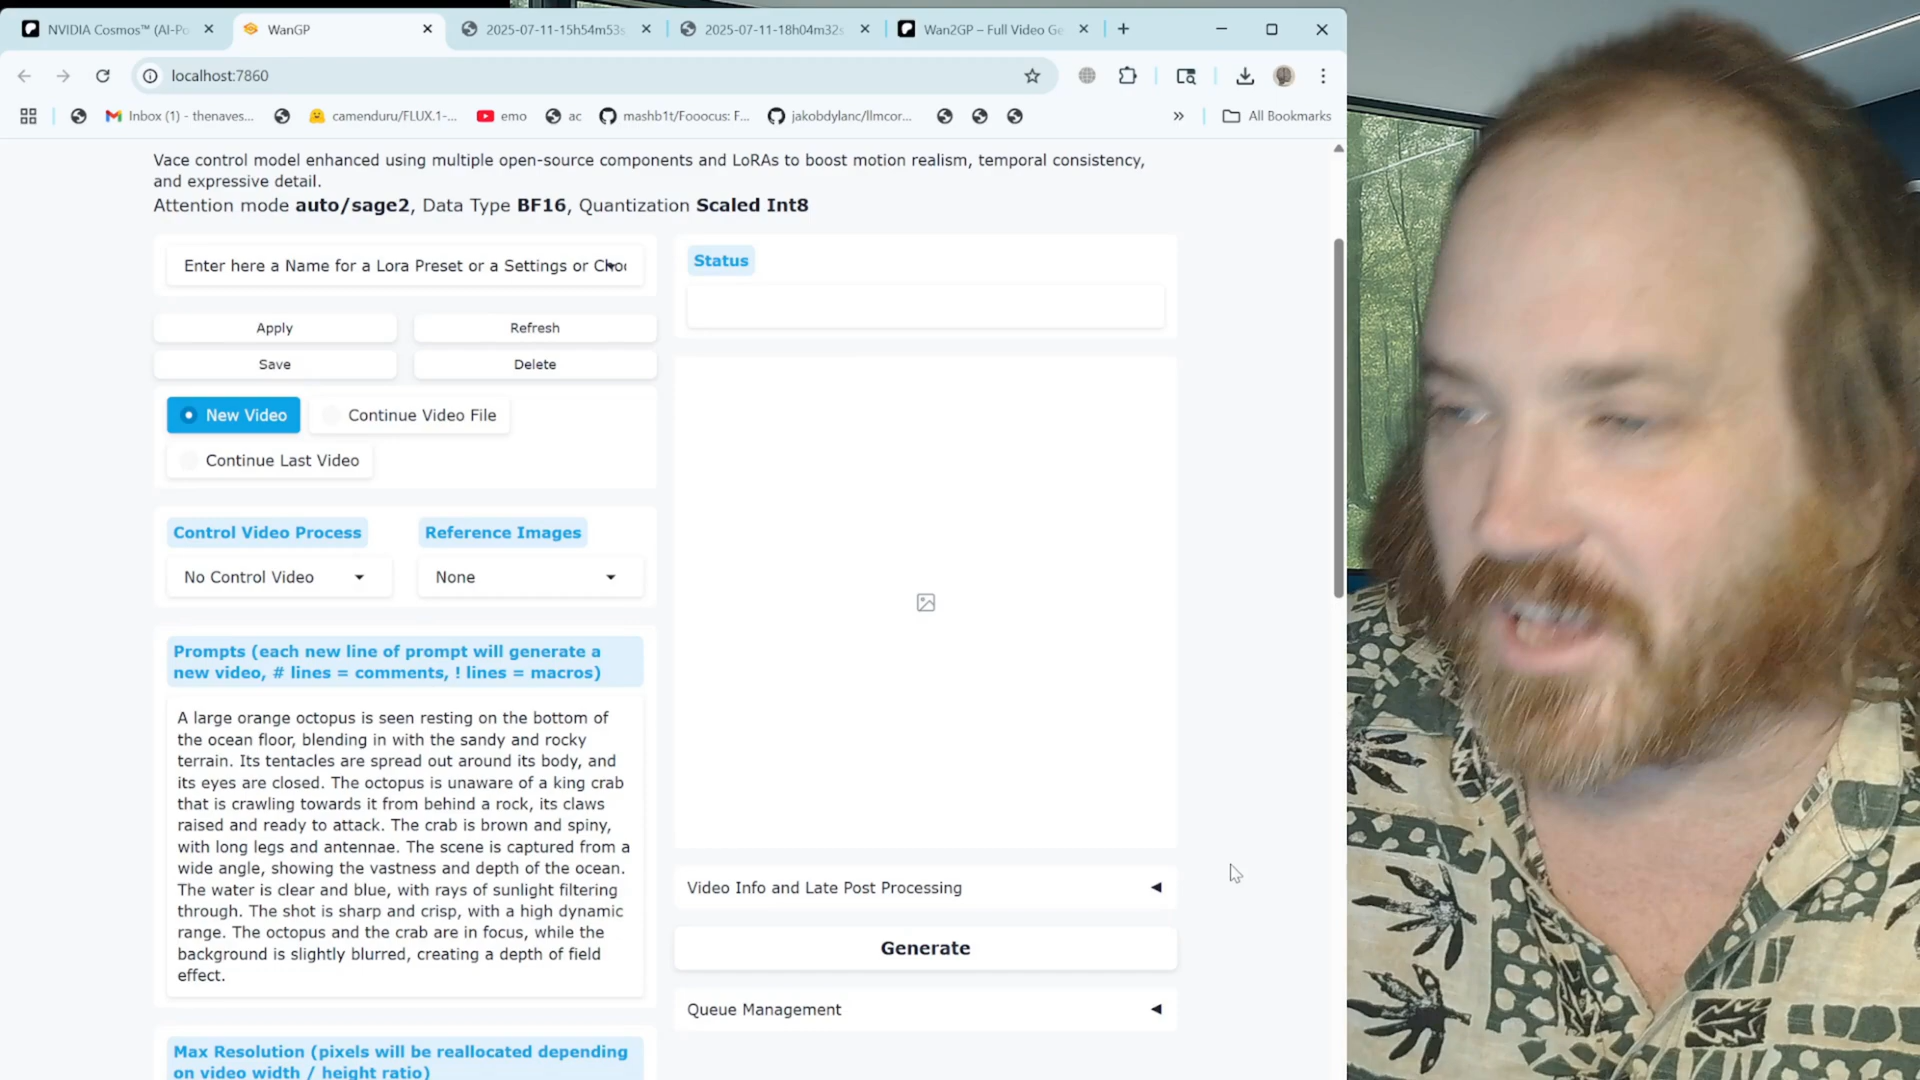 NVIDIA Cosmos™ (AI-Po
WanGP
2025-07-11-15h54m53s
2025-07-11-18h04m32s
Wan2GP – Full Video Ge
localhost:7860
Inbox (1) - thenaves...
camenduru/FLUX.1-...
emo
ac
mashb1t/Fooocus: F...
jakobdylanc/llmcor...
»
All Bookmarks
Vace control model enhanced using multiple open-source components and LoRAs to boost motion realism, temporal consistency,
and expressive detail.
Attention mode auto/sage2, Data Type BF16, Quantization Scaled Int8
Enter here a Name for a Lora Preset or a Settings or Choo
Apply
Refresh
Save
Delete
New Video
Continue Video File
Continue Last Video
Control Video Process
Reference Images
No Control Video
None
Prompts (each new line of prompt will generate a
new video, # lines = comments, ! lines = macros)
A large orange octopus is seen resting on the bottom of
the ocean floor, blending in with the sandy and rocky
terrain. Its tentacles are spread out around its body, and
its eyes are closed. The octopus is unaware of a king crab
that is crawling towards it from behind a rock, its claws
raised and ready to attack. The crab is brown and spiny,
with long legs and antennae. The scene is captured from a
wide angle, showing the vastness and depth of the ocean.
The water is clear and blue, with rays of sunlight filtering
through. The shot is sharp and crisp, with a high dynamic
range. The octopus and the crab are in focus, while the
background is slightly blurred, creating a depth of field
effect.
Max Resolution (pixels will be reallocated depending
on video width / height ratio)
Status
Video Info and Late Post Processing
Generate
Queue Management